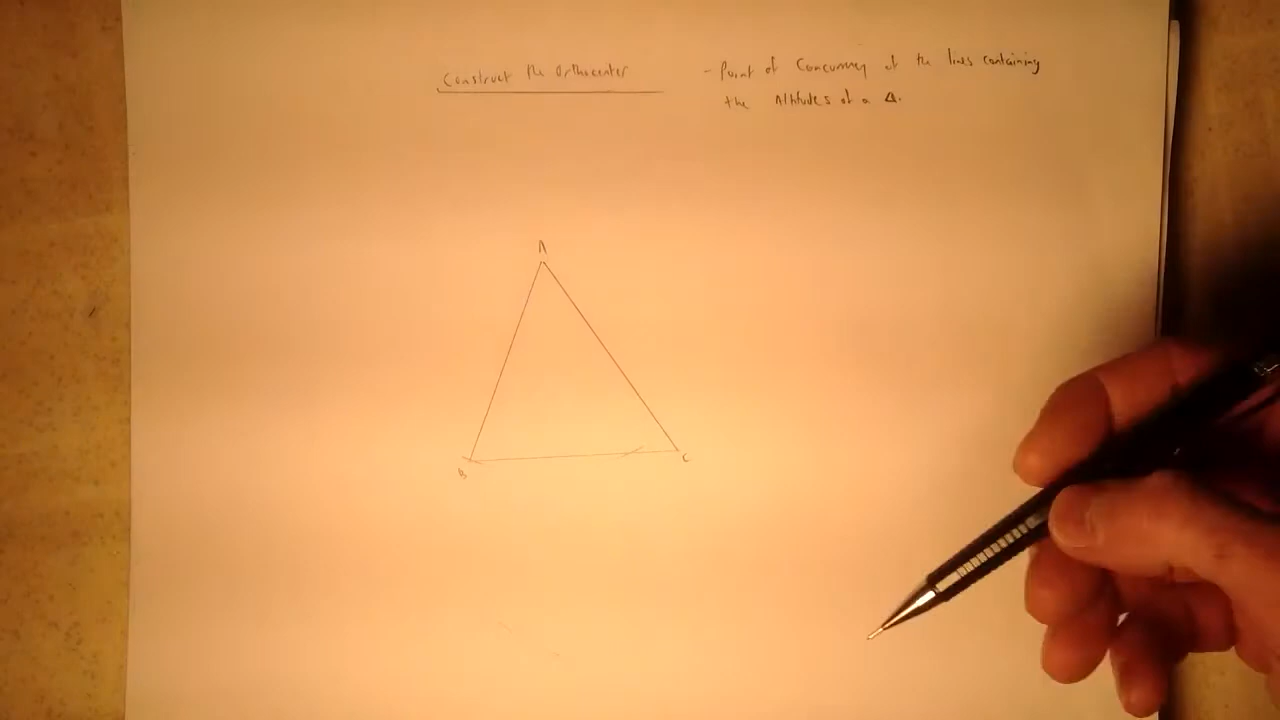 Construct the Orthocenter
- Point of Concurrency of the lines containing
the Altitudes of a Δ.
A
B
C